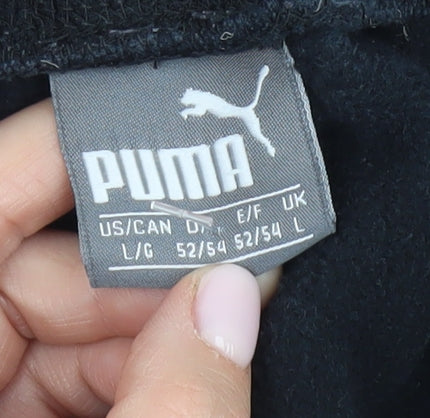 PUMA
US/CAN D/ E/F UK
L/G 52/54 52/54 L